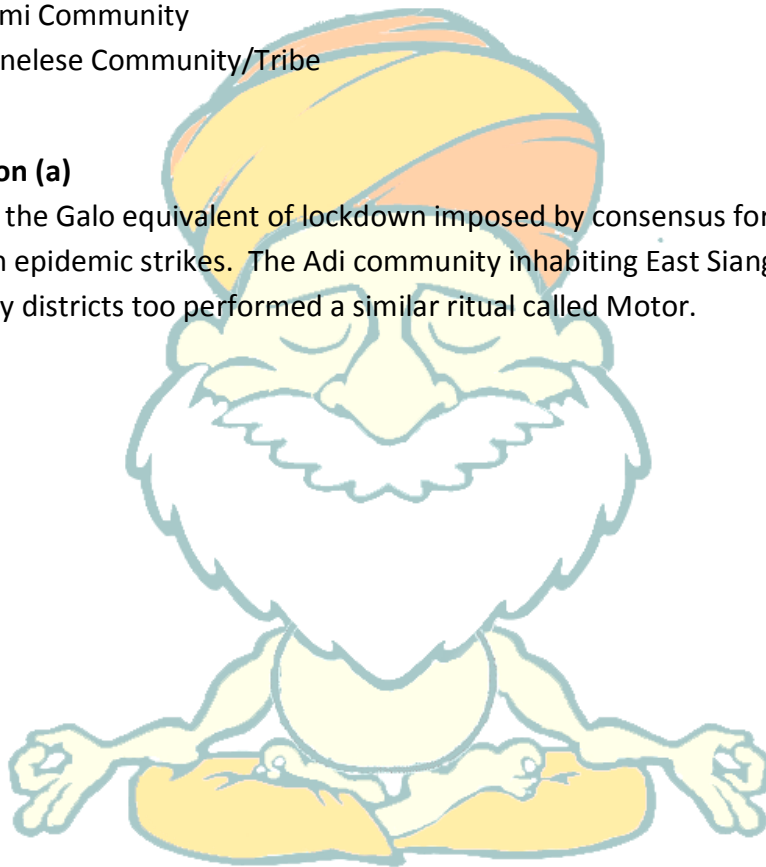 mi Community
nelese Community/Tribe
on (a)
the Galo equivalent of lockdown imposed by consensus for
epidemic strikes. The Adi community inhabiting East Siang
y districts too performed a similar ritual called Motor.